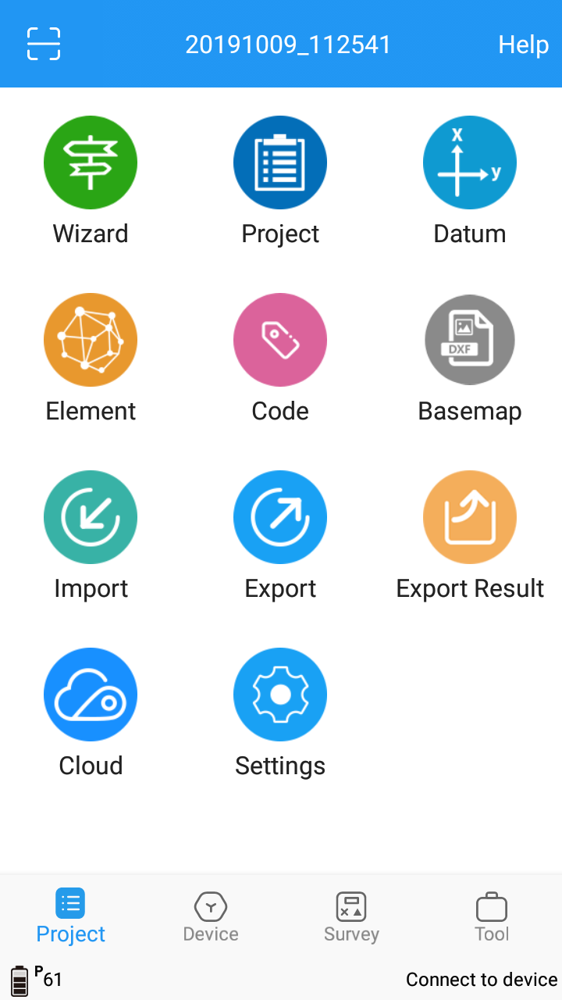 20191009_112541 Help
X
y
Wizard Project Datum
DXF
Element Code Basemap
Import Export Export Result
Cloud Settings
Project Device Survey Tool
P 61 Connect to device